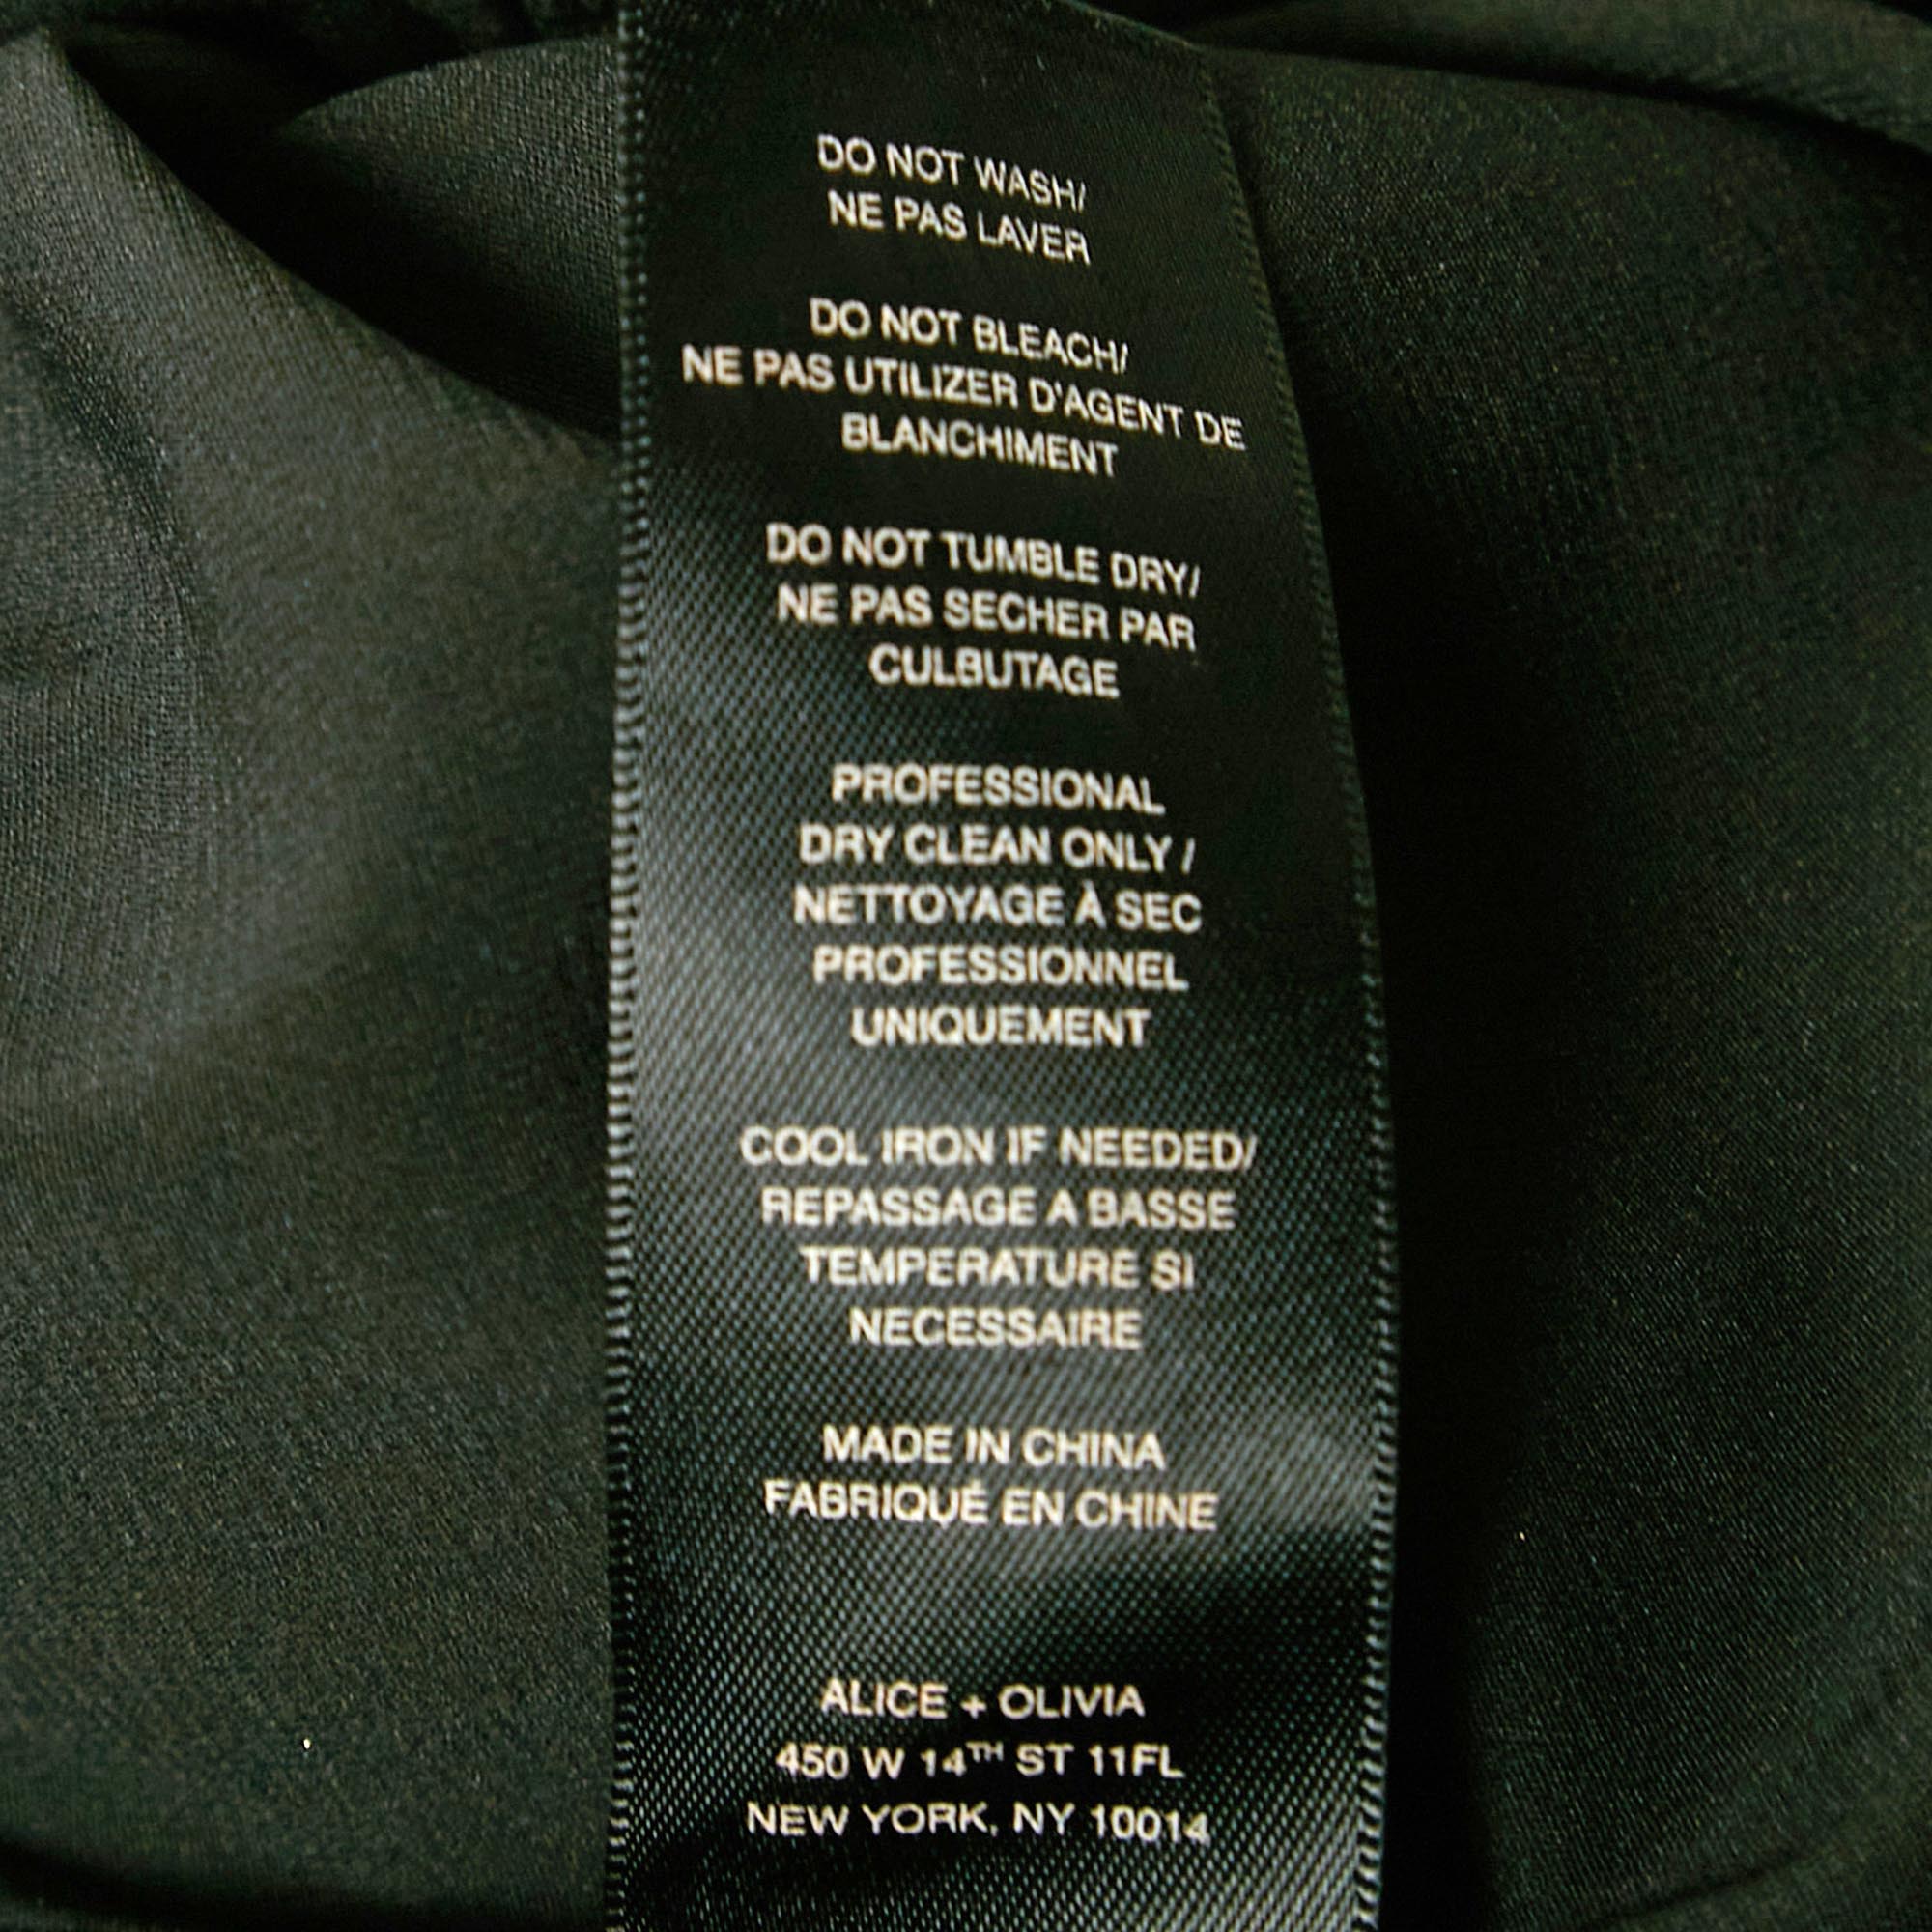 DO NOT WASH/
NE PAS LAVER
DO NOT BLEACH/
NE PAS UTILIZER D'AGENT DE
BLANCHIMENT
DO NOT TUMBLE DRY/
NE PAS SECHER PAR
CULBUTAGE
PROFESSIONAL
DRY CLEAN ONLY /
NETTOYAGE À SEC
PROFESSIONNEL
UNIQUEMENT
COOL IRON IF NEEDED/
REPASSAGE A BASSE
TEMPERATURE SI
NECESSAIRE
MADE IN CHINA
FABRIQUÉ EN CHINE
ALICE + OLIVIA
450 W 14TH ST 11FL
NEW YORK, NY 10014